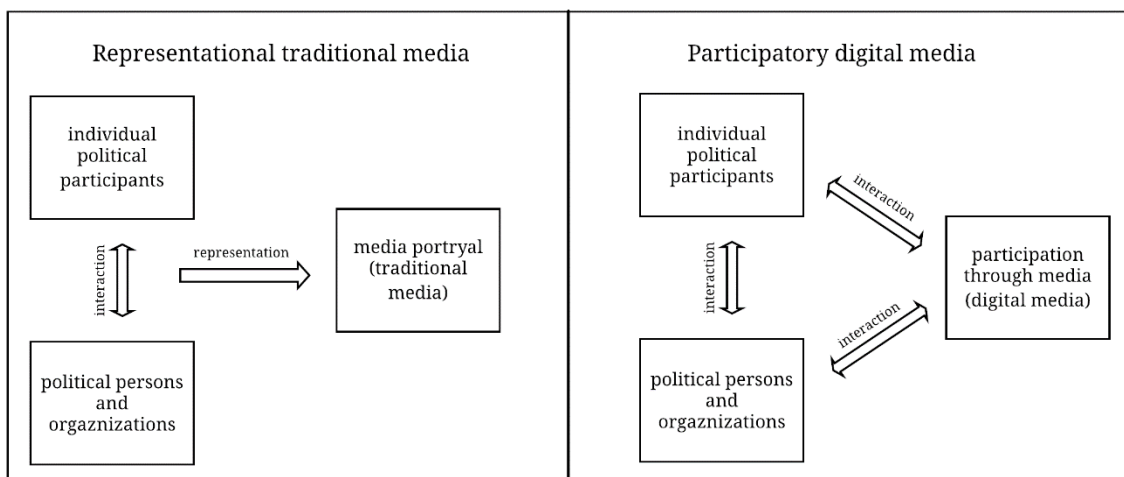 Representational traditional media
individual
political
participants
interaction
representation
media portryal
(traditional
media)
political persons
and
orgaznizations
Participatory digital media
individual
political
participants
interaction
interaction
participation
through media
(digital media)
interaction
political persons
and
orgaznizations